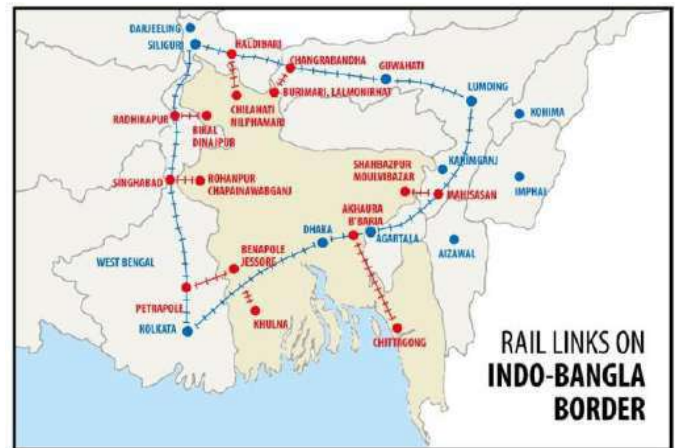 DARJEELING
SILIGUR
HALDIBARI
CHANGRABANDHA
GUWAHATI
BURIMARI, LALMONIRHAT
LUMDING
CHILAHATI
NILPHAMARI
KOHIMA
RADHIKAPUR
BIRAL
DINAJPUR
SHAHBAZPUR
MOULVIBAZAR
KARIMGANJ
SINGHABAD
ROHANPUR
CHAPAINAWABGANJ
MAHISASAN
IMPHAL
AKHAURA
B'BARIA
DHAKA
AGARTALA
AIZAWAL
WEST BENGAL
BENAPOLE
JESSORE
PETRAPOLE
KOLKATA
KHULNA
CHITTAGONG
RAIL LINKS ON
INDO-BANGLA
BORDER